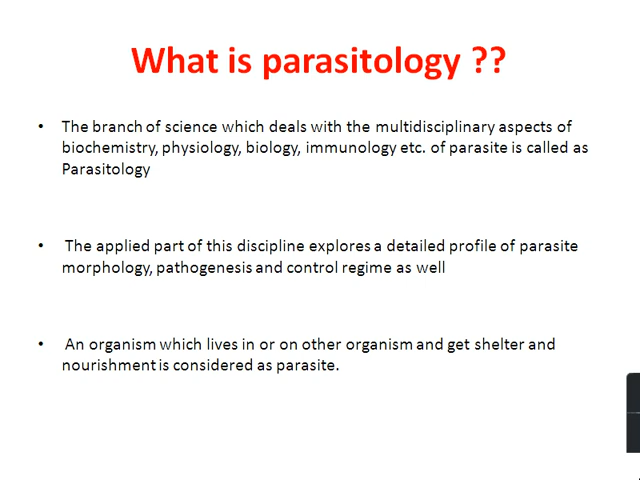 What is parasitology ??
• The branch of science which deals with the multidisciplinary aspects of
biochemistry, physiology, biology, immunology etc. of parasite is called as
Parasitology
• The applied part of this discipline explores a detailed profile of parasite
morphology, pathogenesis and control regime as well
• An organism which lives in or on other organism and get shelter and
nourishment is considered as parasite.